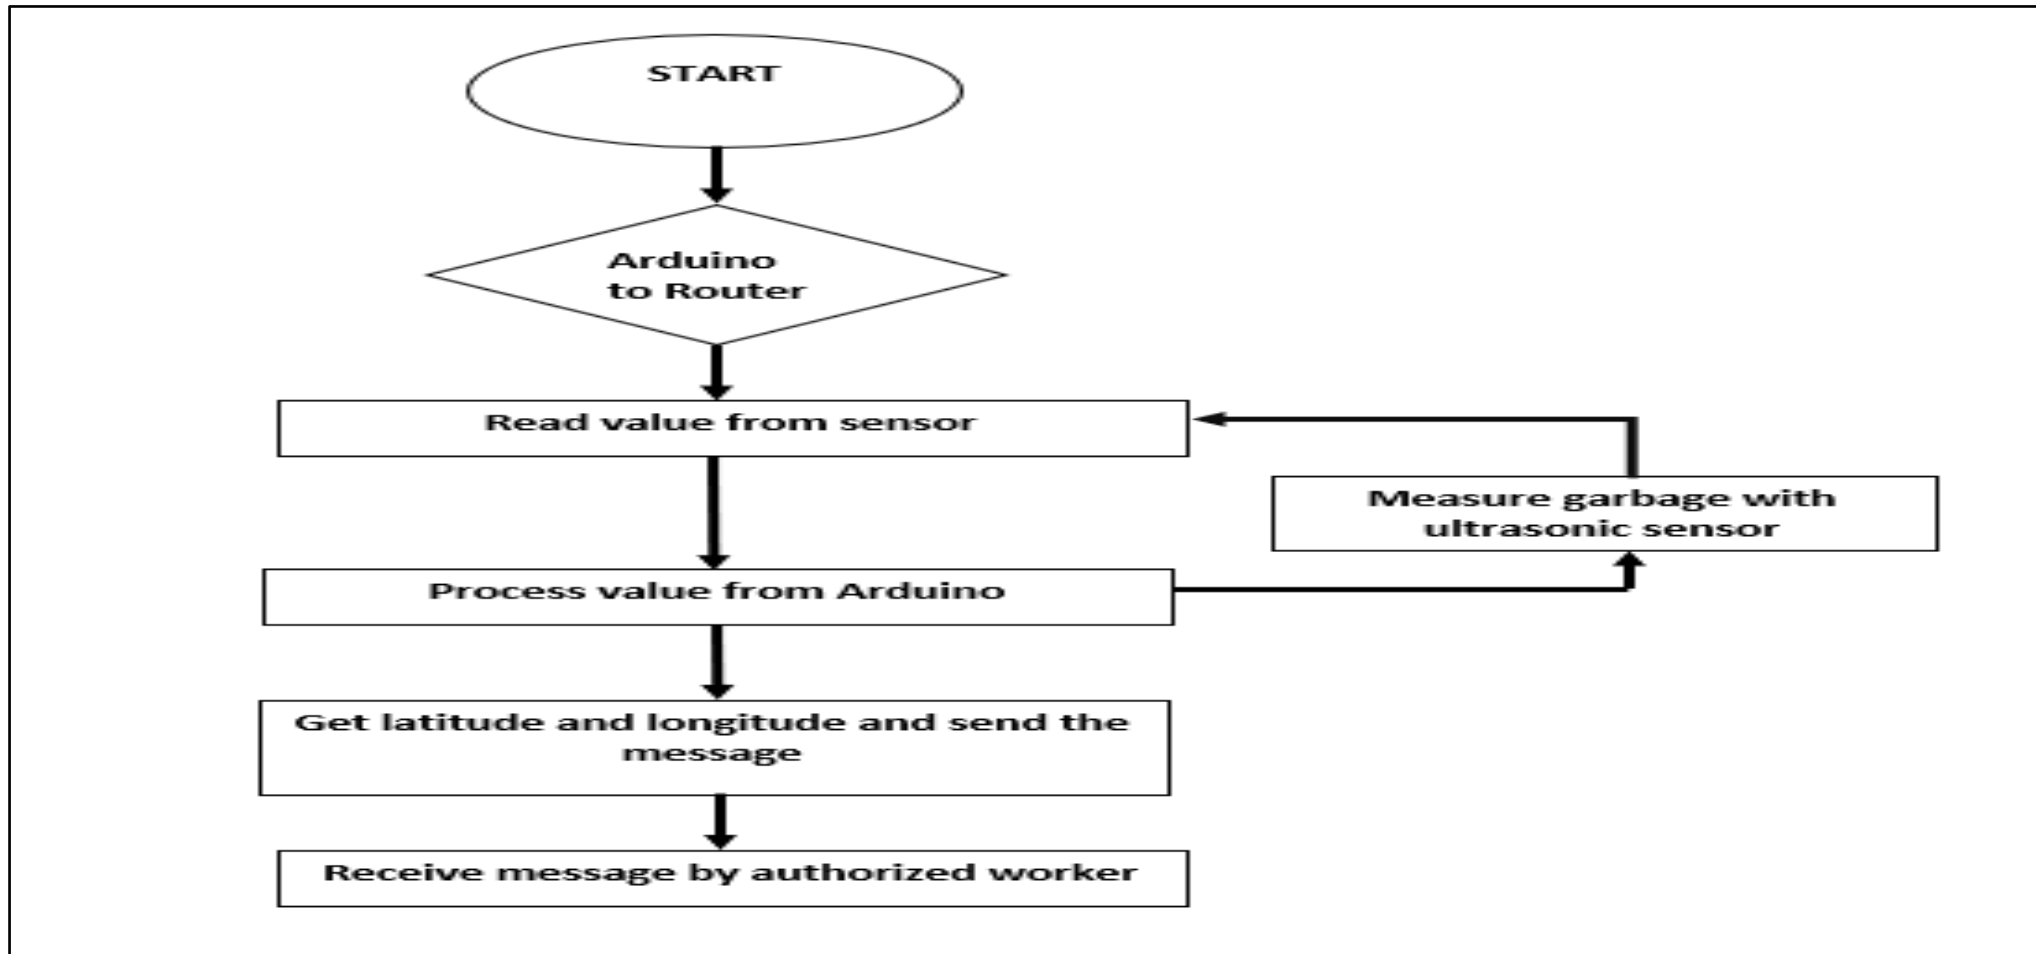 START
Arduino
to Router
Read value from sensor
Measure garbage with
ultrasonic sensor
Process value from Arduino
Get latitude and longitude and send the
message
Receive message by authorized worker